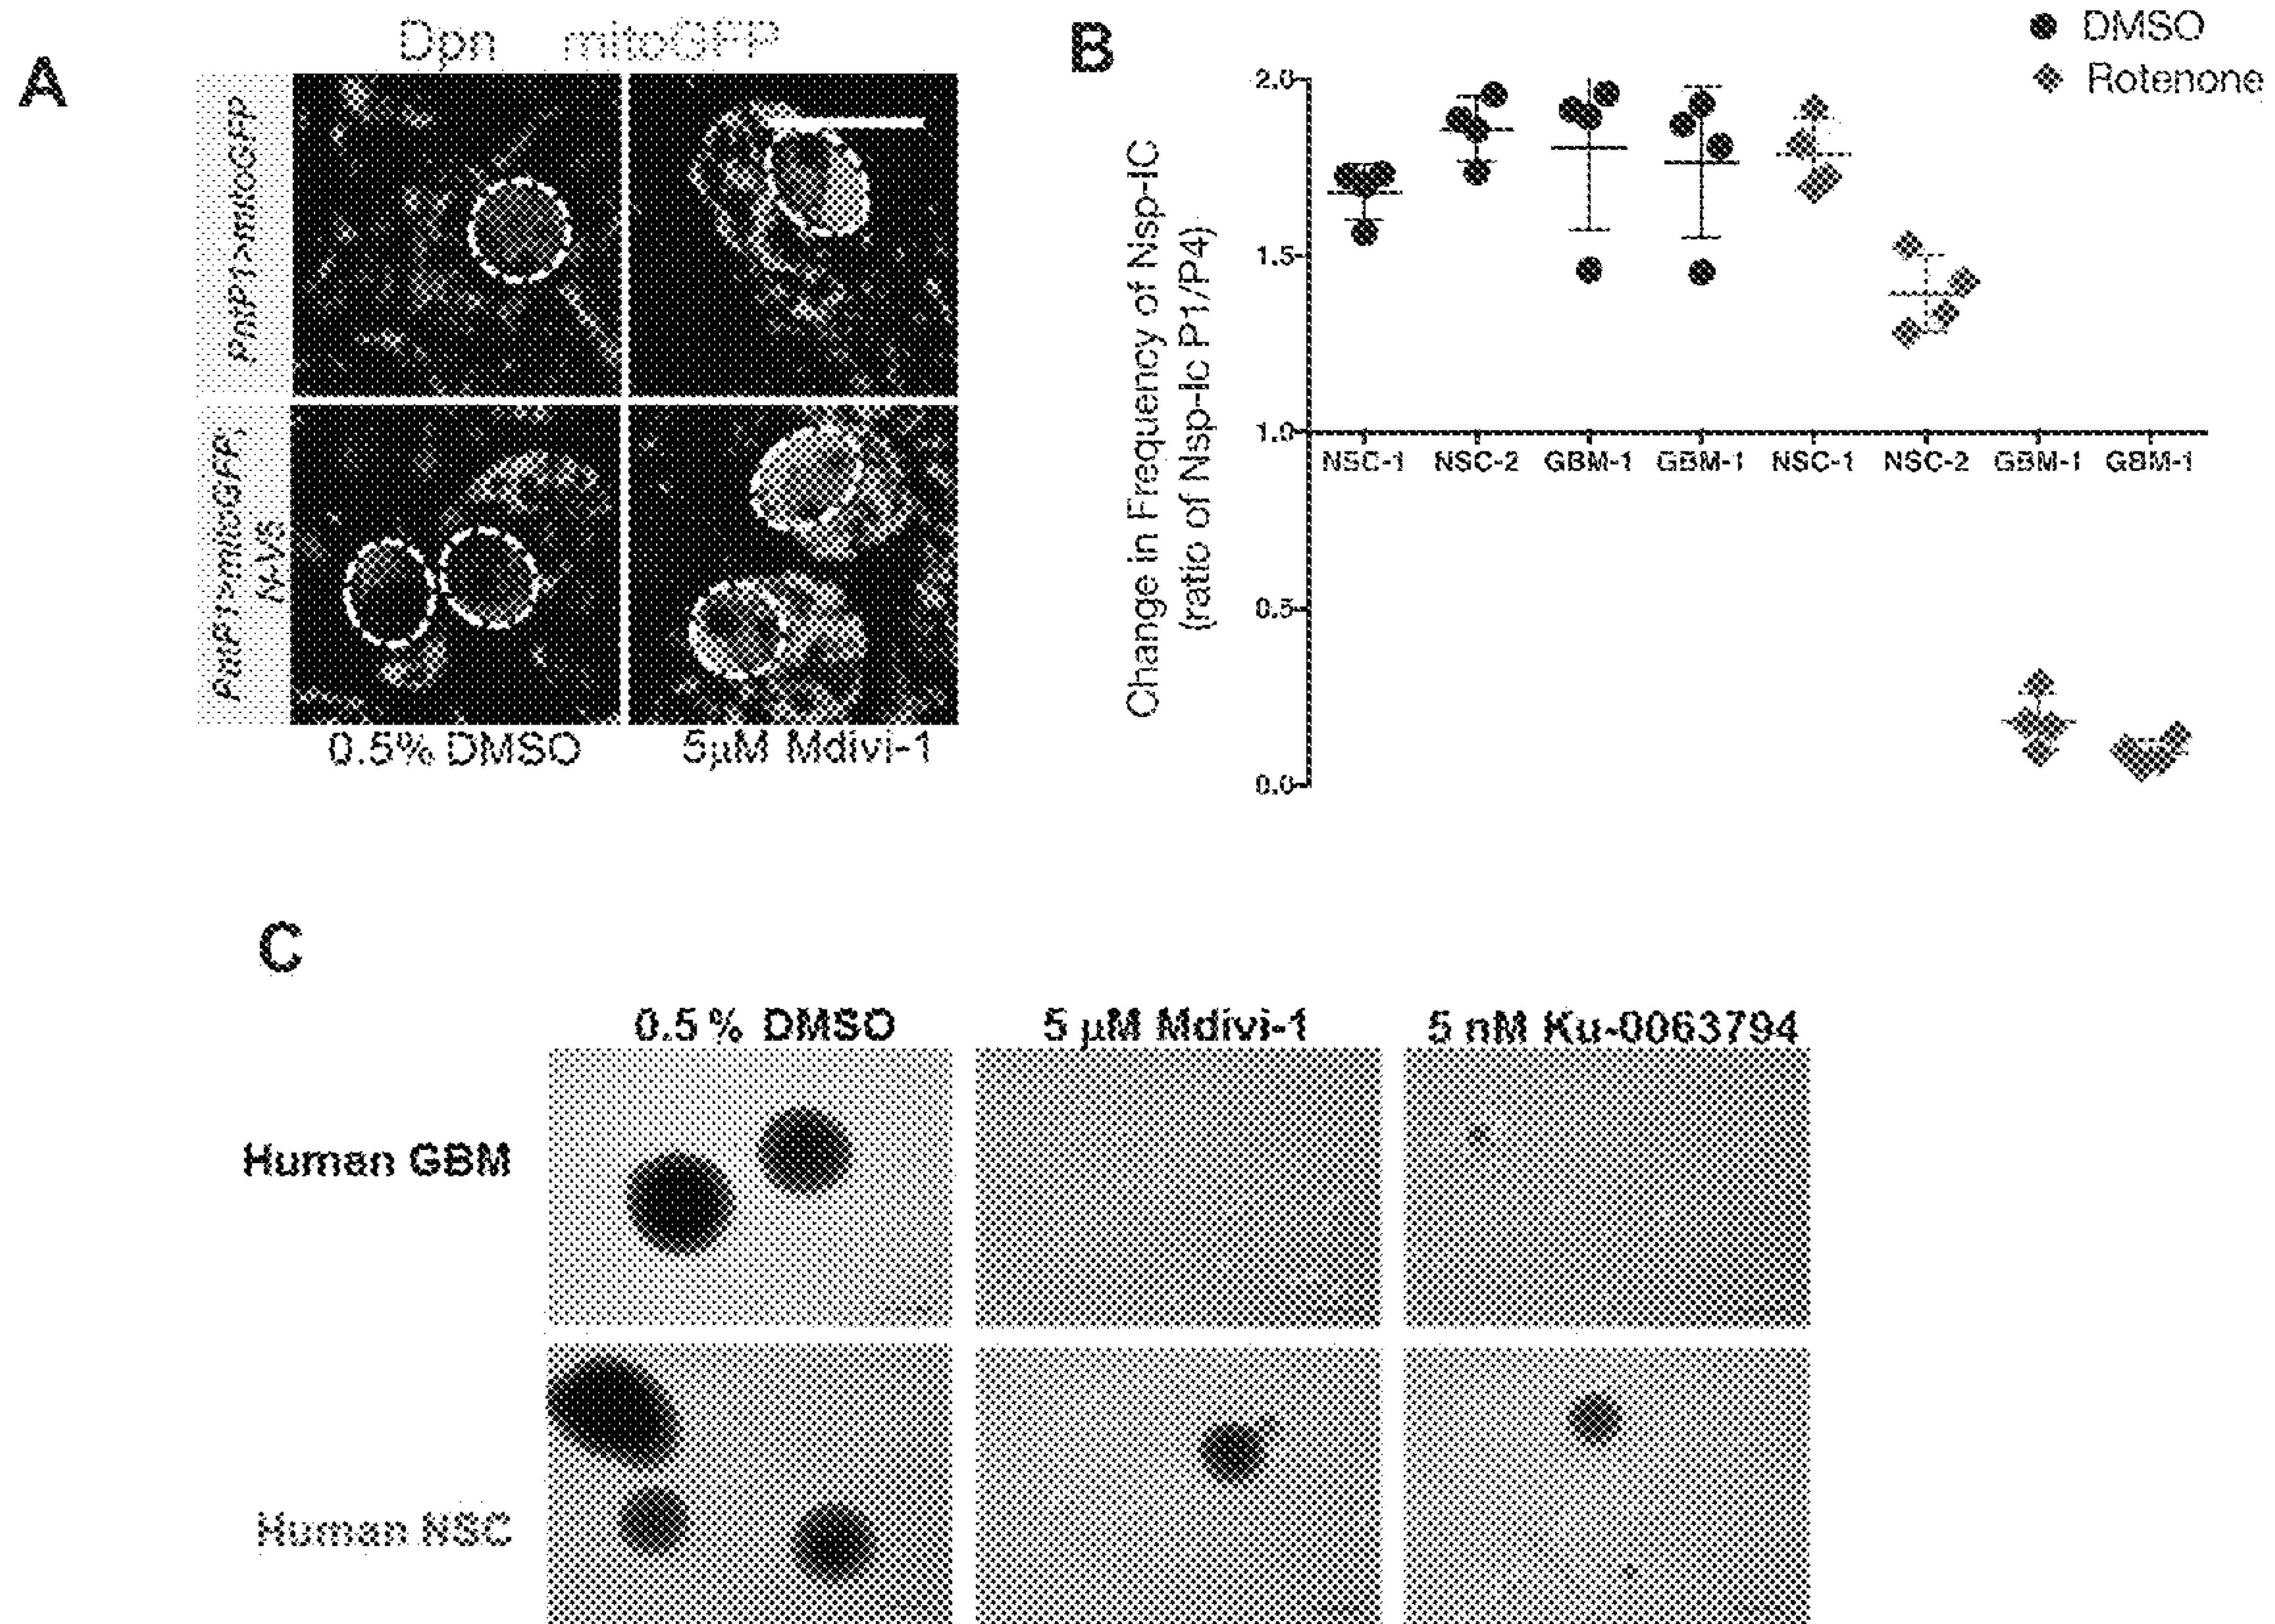 A
Dpn mitoGFP
PntP1>mitoGFP
PntP1>mitoGFP;
N-V5
0.5% DMSO
5µM Mdivi-1
B
DMSO
Rotenone
Change in Frequency of Nsp-IC
(ratio of Nsp-Ic P1/P4)
2.0
1.5
1.0
0.5
0.0
NSC-1 NSC-2 GBM-1 GBM-1 NSC-1 NSC-2 GBM-1 GBM-1
C
0.5 % DMSO
5 µM Mdivi-1
5 nM Ku-0063794
Human GBM
Human NSC